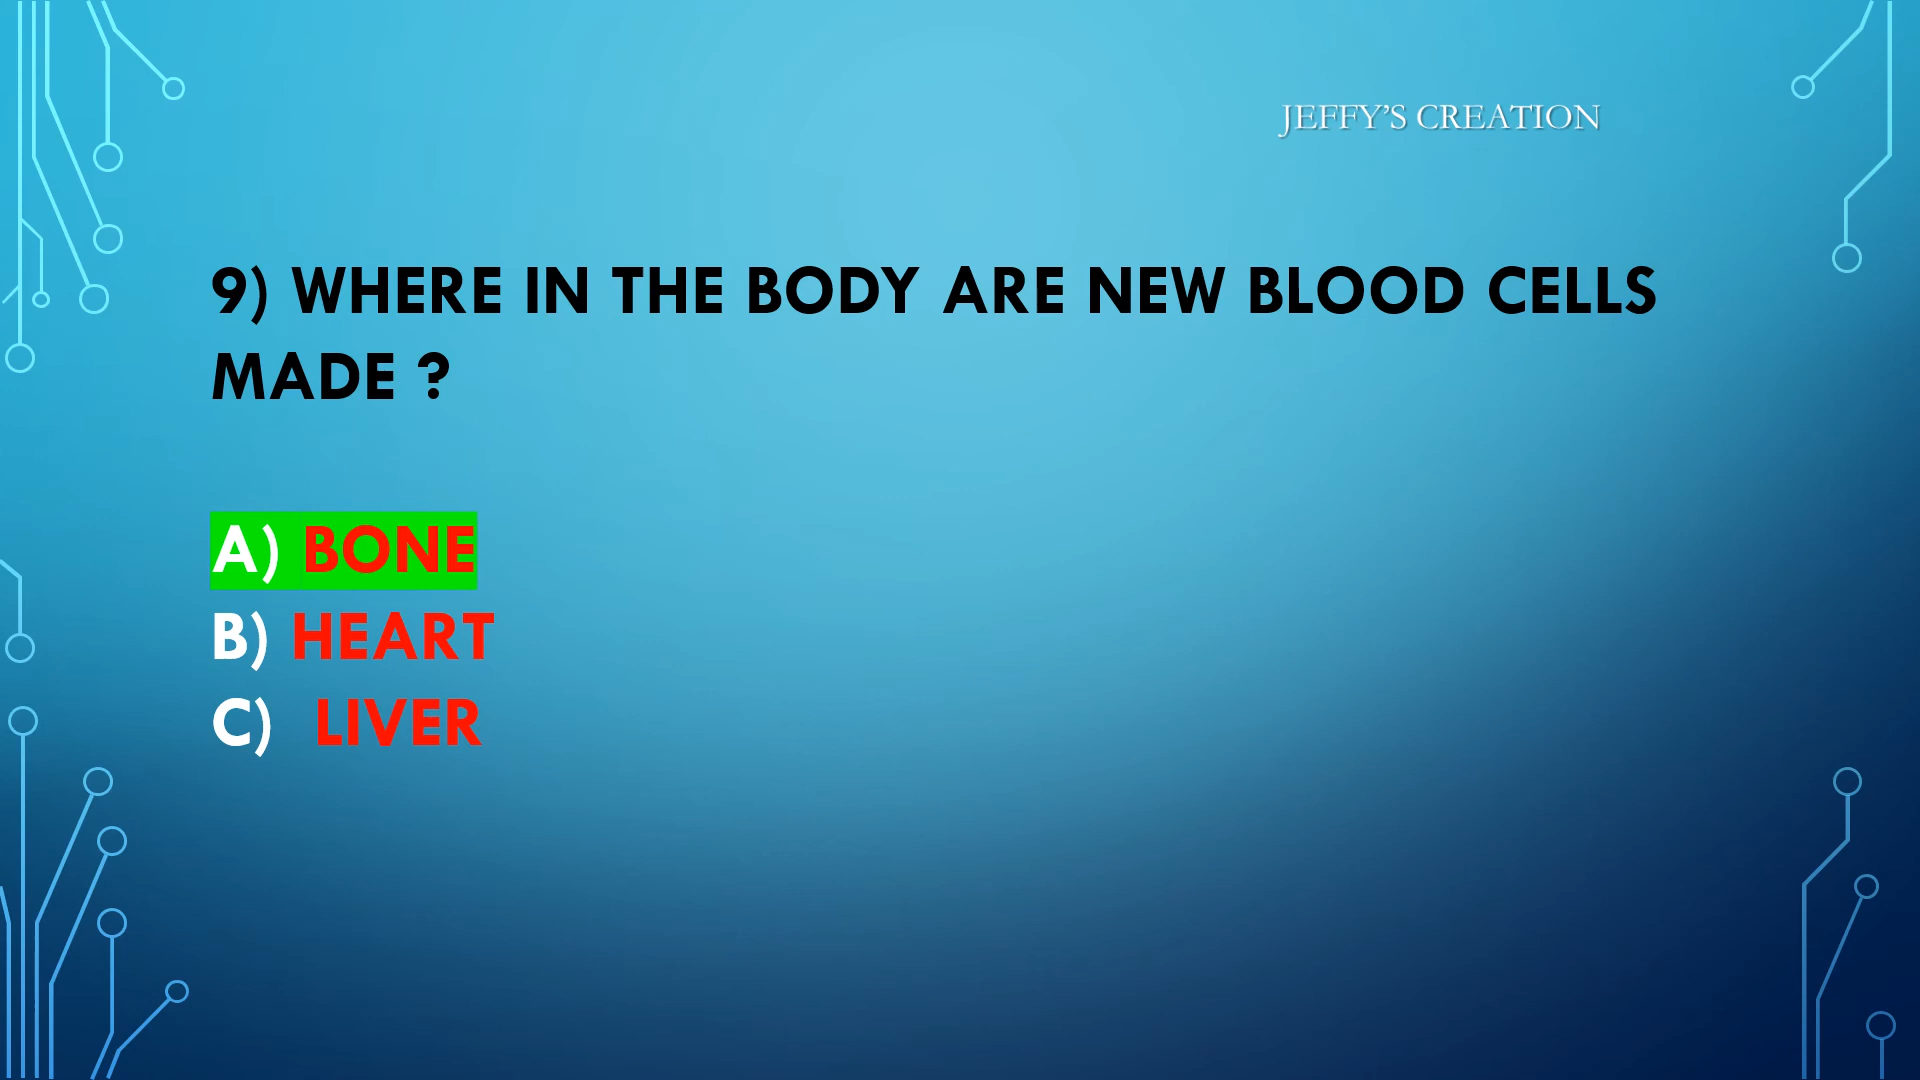 JEFFY'S CREATION
9) WHERE IN THE BODY ARE NEW BLOOD CELLS
MADE ?
A) BONE
B) HEART
C) LIVER